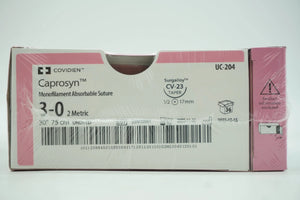 COVIDIEN
UC-204
Caprosyn™
Monofilament Absorbable Suture
3-0 2 Metric
Surgalloy™
CV-23
TAPER
1/2 17mm
36
30" 75 cm